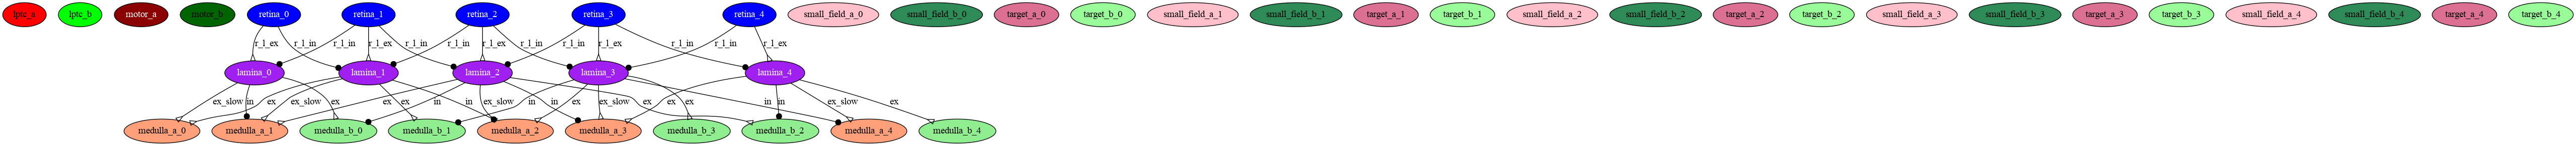 lptc_a lptc_b motor_a motor_b retina_0 retina_1 retina_2 retina_3 retina_4 small_field_a_0 small_field_b_0 target_a_0 target_b_0 small_field_a_1 small_field_b_1 target_a_1 target_b_1 small_field_a_2 small_field_b_2 target_a_2 target_b_2 small_field_a_3 small_field_b_3 target_a_3 target_b_3 small_field_a_4 small_field_b_4 target_a_4 target_b_4
r_l_ex r_l_in r_l_in r_l_ex r_l_in r_l_in r_l_ex r_l_in r_l_in r_l_ex r_l_in r_l_in r_l_ex
lamina_0 lamina_1 lamina_2 lamina_3 lamina_4
ex_slow in ex ex_slow ex ex in ex in ex_slow in ex in ex ex_slow ex ex in in ex_slow ex
medulla_a_0 medulla_a_1 medulla_b_0 medulla_b_1 medulla_a_2 medulla_a_3 medulla_b_3 medulla_b_2 medulla_a_4 medulla_b_4